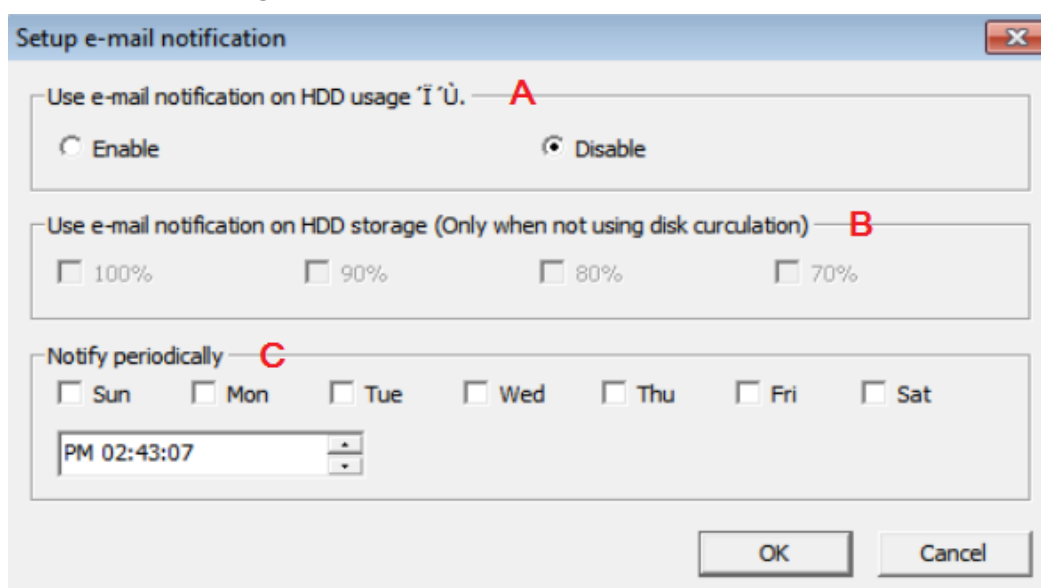 Setup e-mail notification
Use e-mail notification on HDD usage ´Ï´Ù. A
Enable Disable
Use e-mail notification on HDD storage (Only when not using disk curculation) B
100% 90% 80% 70%
Notify periodically C
Sun Mon Tue Wed Thu Fri Sat
PM 02:43:07
OK Cancel